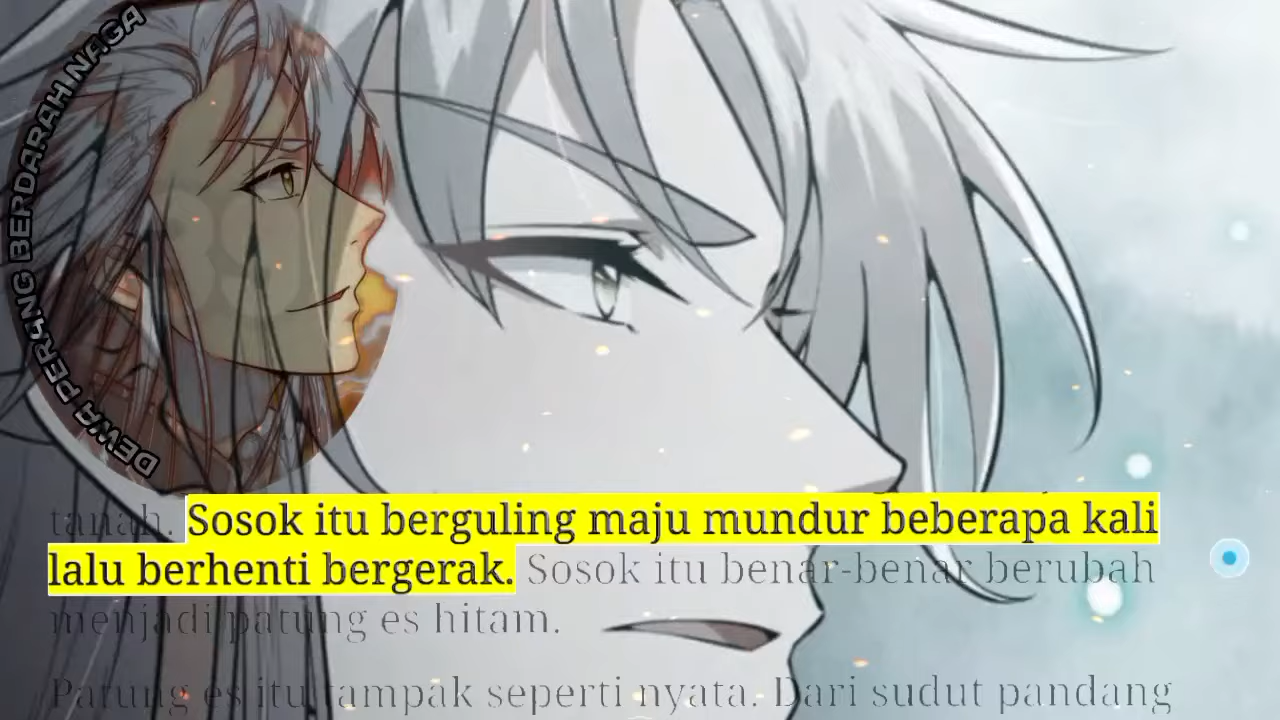 DEWA PERANG BERDARAH NAGA
tanah. Sosok itu berguling maju mundur beberapa kali
lalu berhenti bergerak. Sosok itu benar-benar berubah
menjadi patung es hitam.
Patung es itu tampak seperti nyata. Dari sudut pandang